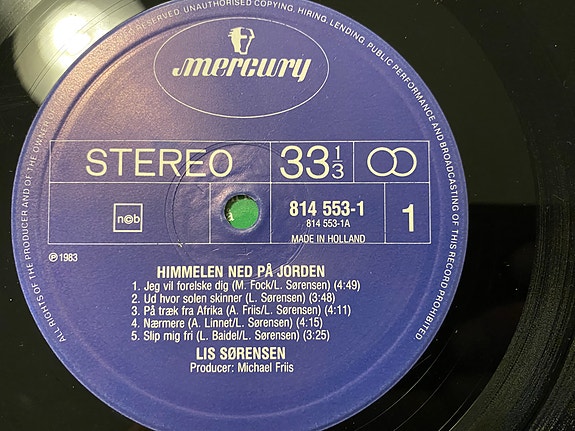 ALL RIGHTS OF THE PRODUCER AND OF THE OWNER OF RESERVED. UNAUTHORISED COPYING, HIRING, LENDING, PUBLIC PERFORMANCE AND BROADCASTING OF THIS RECORD PROHIBITED
mercury
STEREO
33 1/3
n©b
814 553-1
814 553-1A
MADE IN HOLLAND
1
℗ 1983
HIMMELEN NED PÅ JORDEN
1. Jeg vil forelske dig (M. Fock/L. Sørensen) (4:49)
2. Ud hvor solen skinner (L. Sørensen) (3:48)
3. På træk fra Afrika (A. Friis/L. Sørensen) (4:11)
4. Nærmere (A. Linnet/L. Sørensen) (4:15)
5. Slip mig fri (L. Baidel/L. Sørensen) (3:25)
LIS SØRENSEN
Producer: Michael Friis